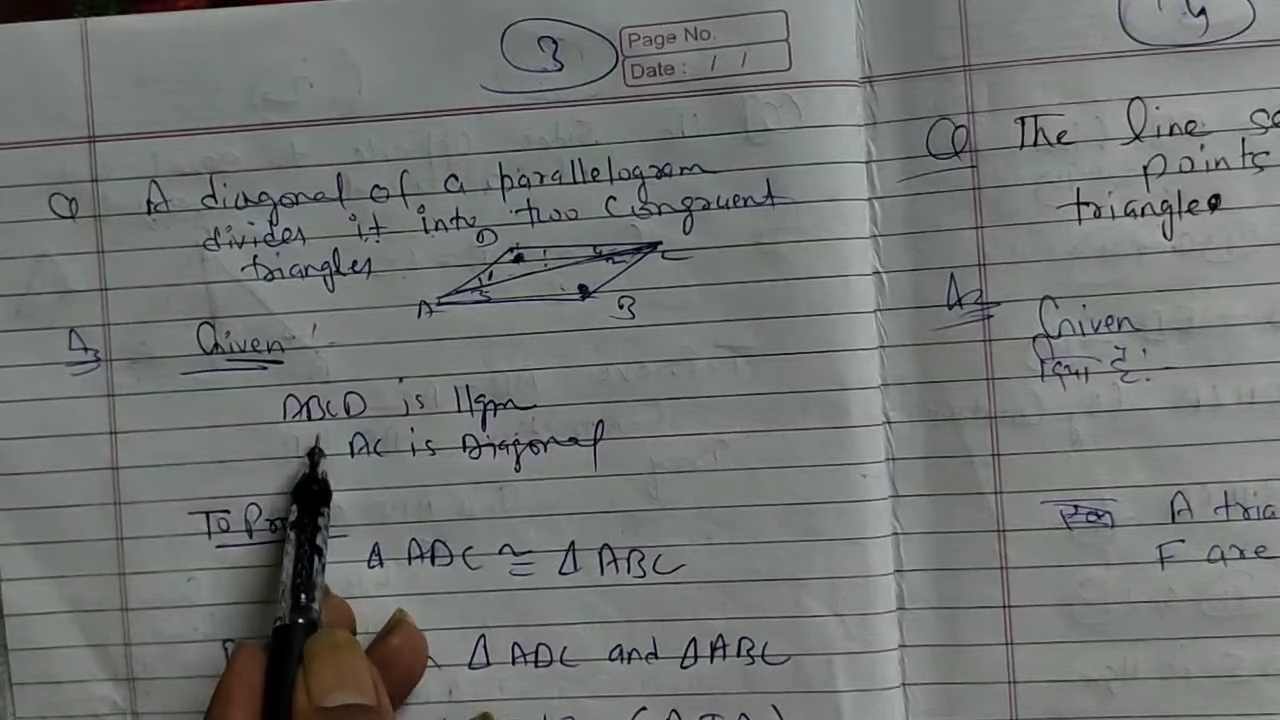 3
Page No.
Date : / /
Q A diagonal of a parallelogram
divides it into two congruent
triangles
D C
A B
Given :
ABCD is ||gm
AC is Diagonal
To
Δ ADC ≅ Δ ABC
Δ ADC and Δ ABC
Q The line
points
triangle
Given
A
F are